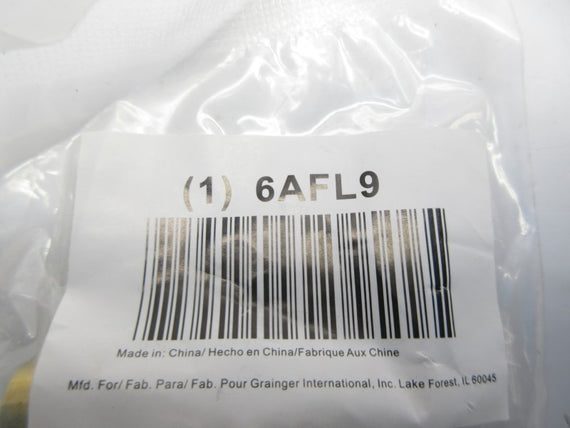 (1) 6AFL9
Made in: China/ Hecho en China/Fabrique Aux Chine
Mfd. For/ Fab. Para/ Fab. Pour Grainger International, Inc. Lake Forest, IL 60045